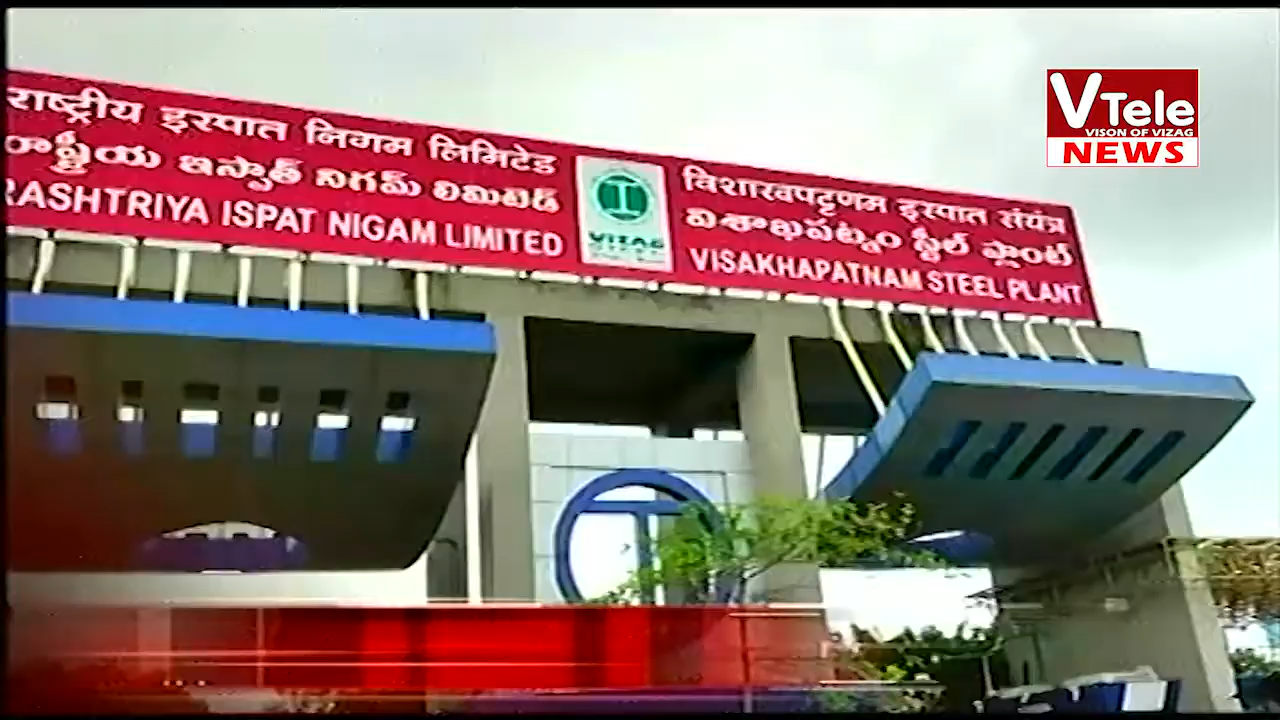 राष्ट्रीय इस्पात निगम लिमिटेड
రాష్ట్రీయ ఇస్పాత్ నిగమ్ లిమిటెడ్
RASHTRIYA ISPAT NIGAM LIMITED
VIZAG
विशाखपट्टणम इस्पात संयंत्र
విశాఖపట్నం స్టీల్ ప్లాంట్
VISAKHAPATNAM STEEL PLANT
V Tele
VISON OF VIZAG
NEWS